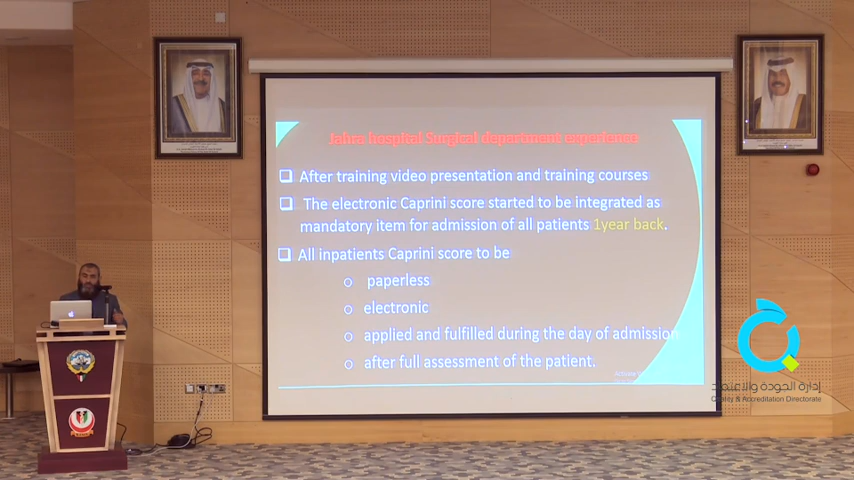 Jahra hospital Surgical department experience
After training video presentation and training courses
The electronic Caprini score started to be integrated as
mandatory item for admission of all patients 1year back.
All inpatients Caprini score to be
paperless
electronic
applied and fulfilled during the day of admission
after full assessment of the patient.
إدارة الجودة والاعتماد
Quality & Accreditation Directorate